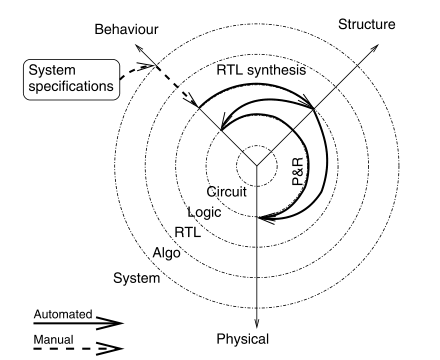 Behaviour
Structure
System
specifications
RTL synthesis
P&R
Circuit
Logic
RTL
Algo
System
Automated
Manual
Physical